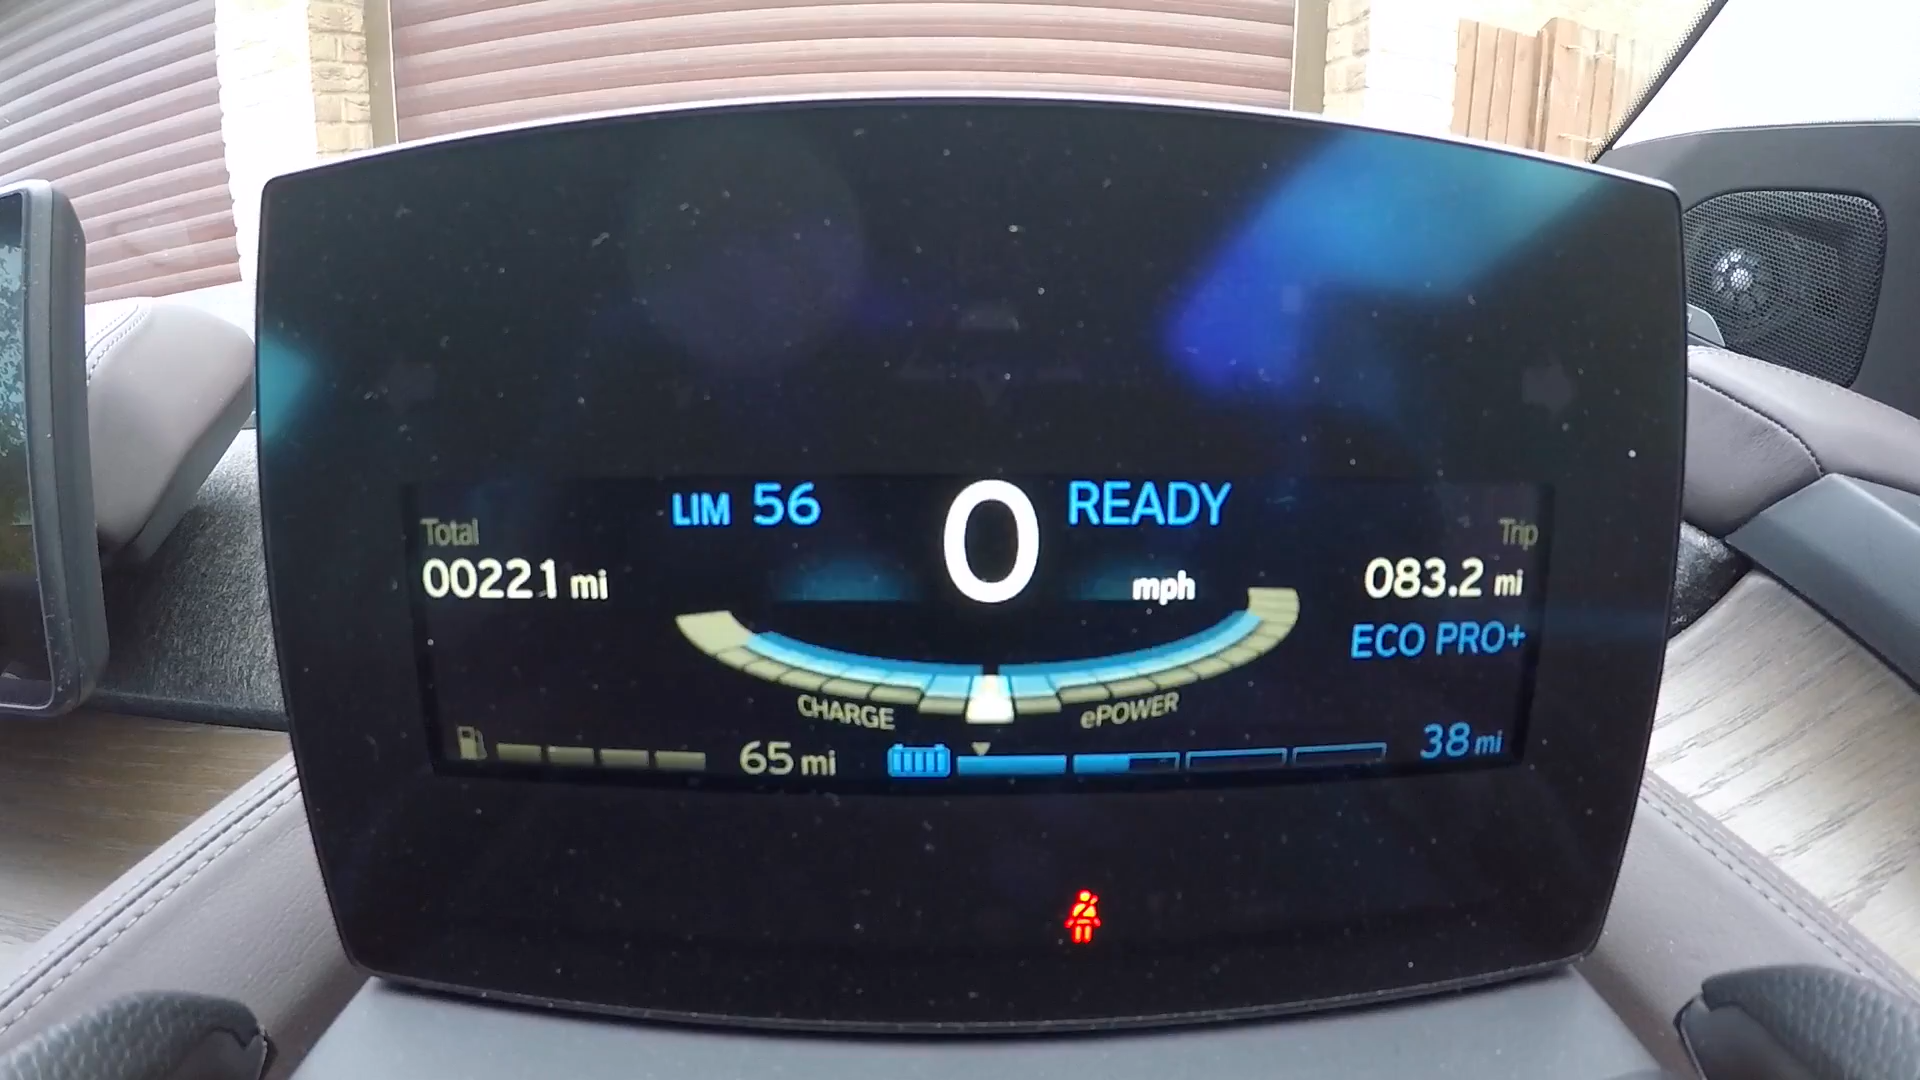 LIM 56
0
READY
Total
Trip
00221 mi
mph
083.2 mi
ECO PRO+
CHARGE
ePOWER
65 mi
38 mi